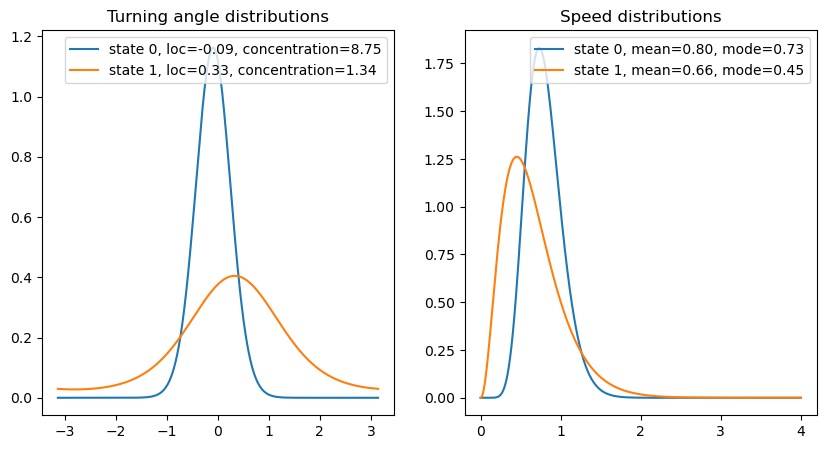 Turning angle distributions
state 0, loc=-0.09, concentration=8.75
state 1, loc=0.33, concentration=1.34
1.2
1.0
0.8
0.6
0.4
0.2
0.0
−3 −2 −1 0 1 2 3
Speed distributions
state 0, mean=0.80, mode=0.73
state 1, mean=0.66, mode=0.45
1.75
1.50
1.25
1.00
0.75
0.50
0.25
0.00
0 1 2 3 4